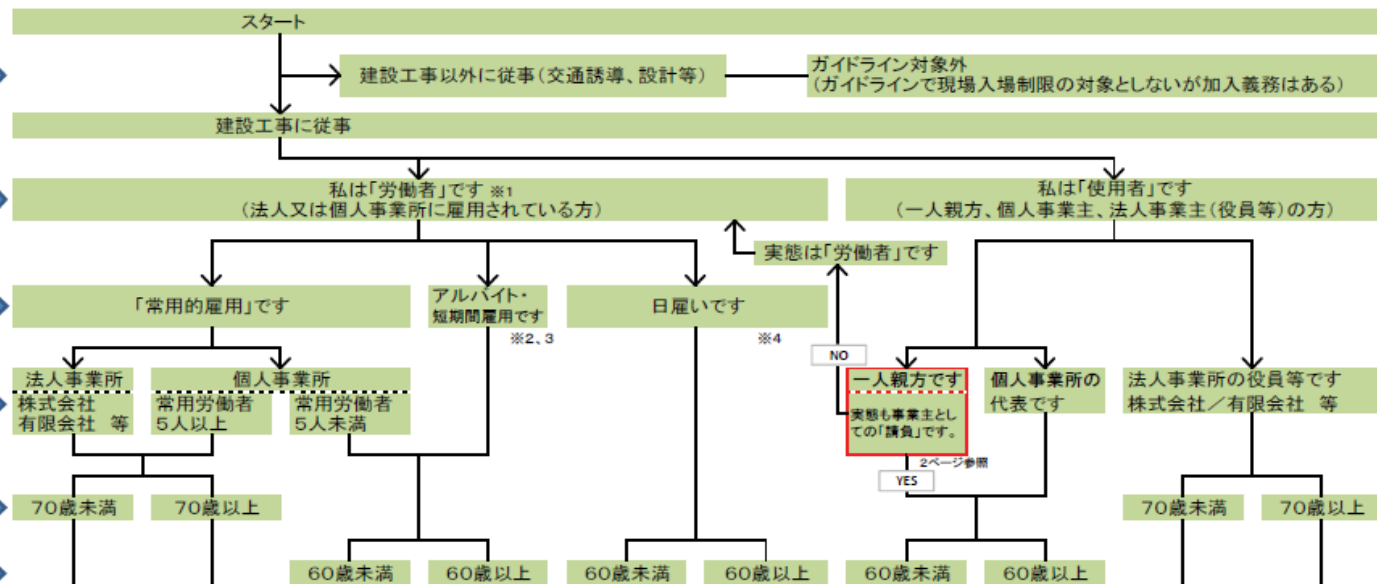 スタート
建設工事以外に従事(交通誘導、設計等)
ガイドライン対象外
(ガイドラインで現場入場制限の対象としないが加入義務はある)
建設工事に従事
私は「労働者」です ※1
(法人又は個人事業所に雇用されている方)
私は「使用者」です
(一人親方、個人事業主、法人事業主(役員等)の方)
実態は「労働者」です
「常用的雇用」です
アルバイト・
短期間雇用です
※2、3
日雇いです
※4
NO
法人事業所
株式会社
有限会社 等
個人事業所
常用労働者
5人以上
常用労働者
5人未満
一人親方です
実態も事業主とし
ての「請負」です。
2ページ参照
YES
個人事業所の
代表です
法人事業所の役員等です
株式会社/有限会社 等
70歳未満
70歳以上
70歳未満
70歳以上
60歳未満
60歳以上
60歳未満
60歳以上
60歳未満
60歳以上